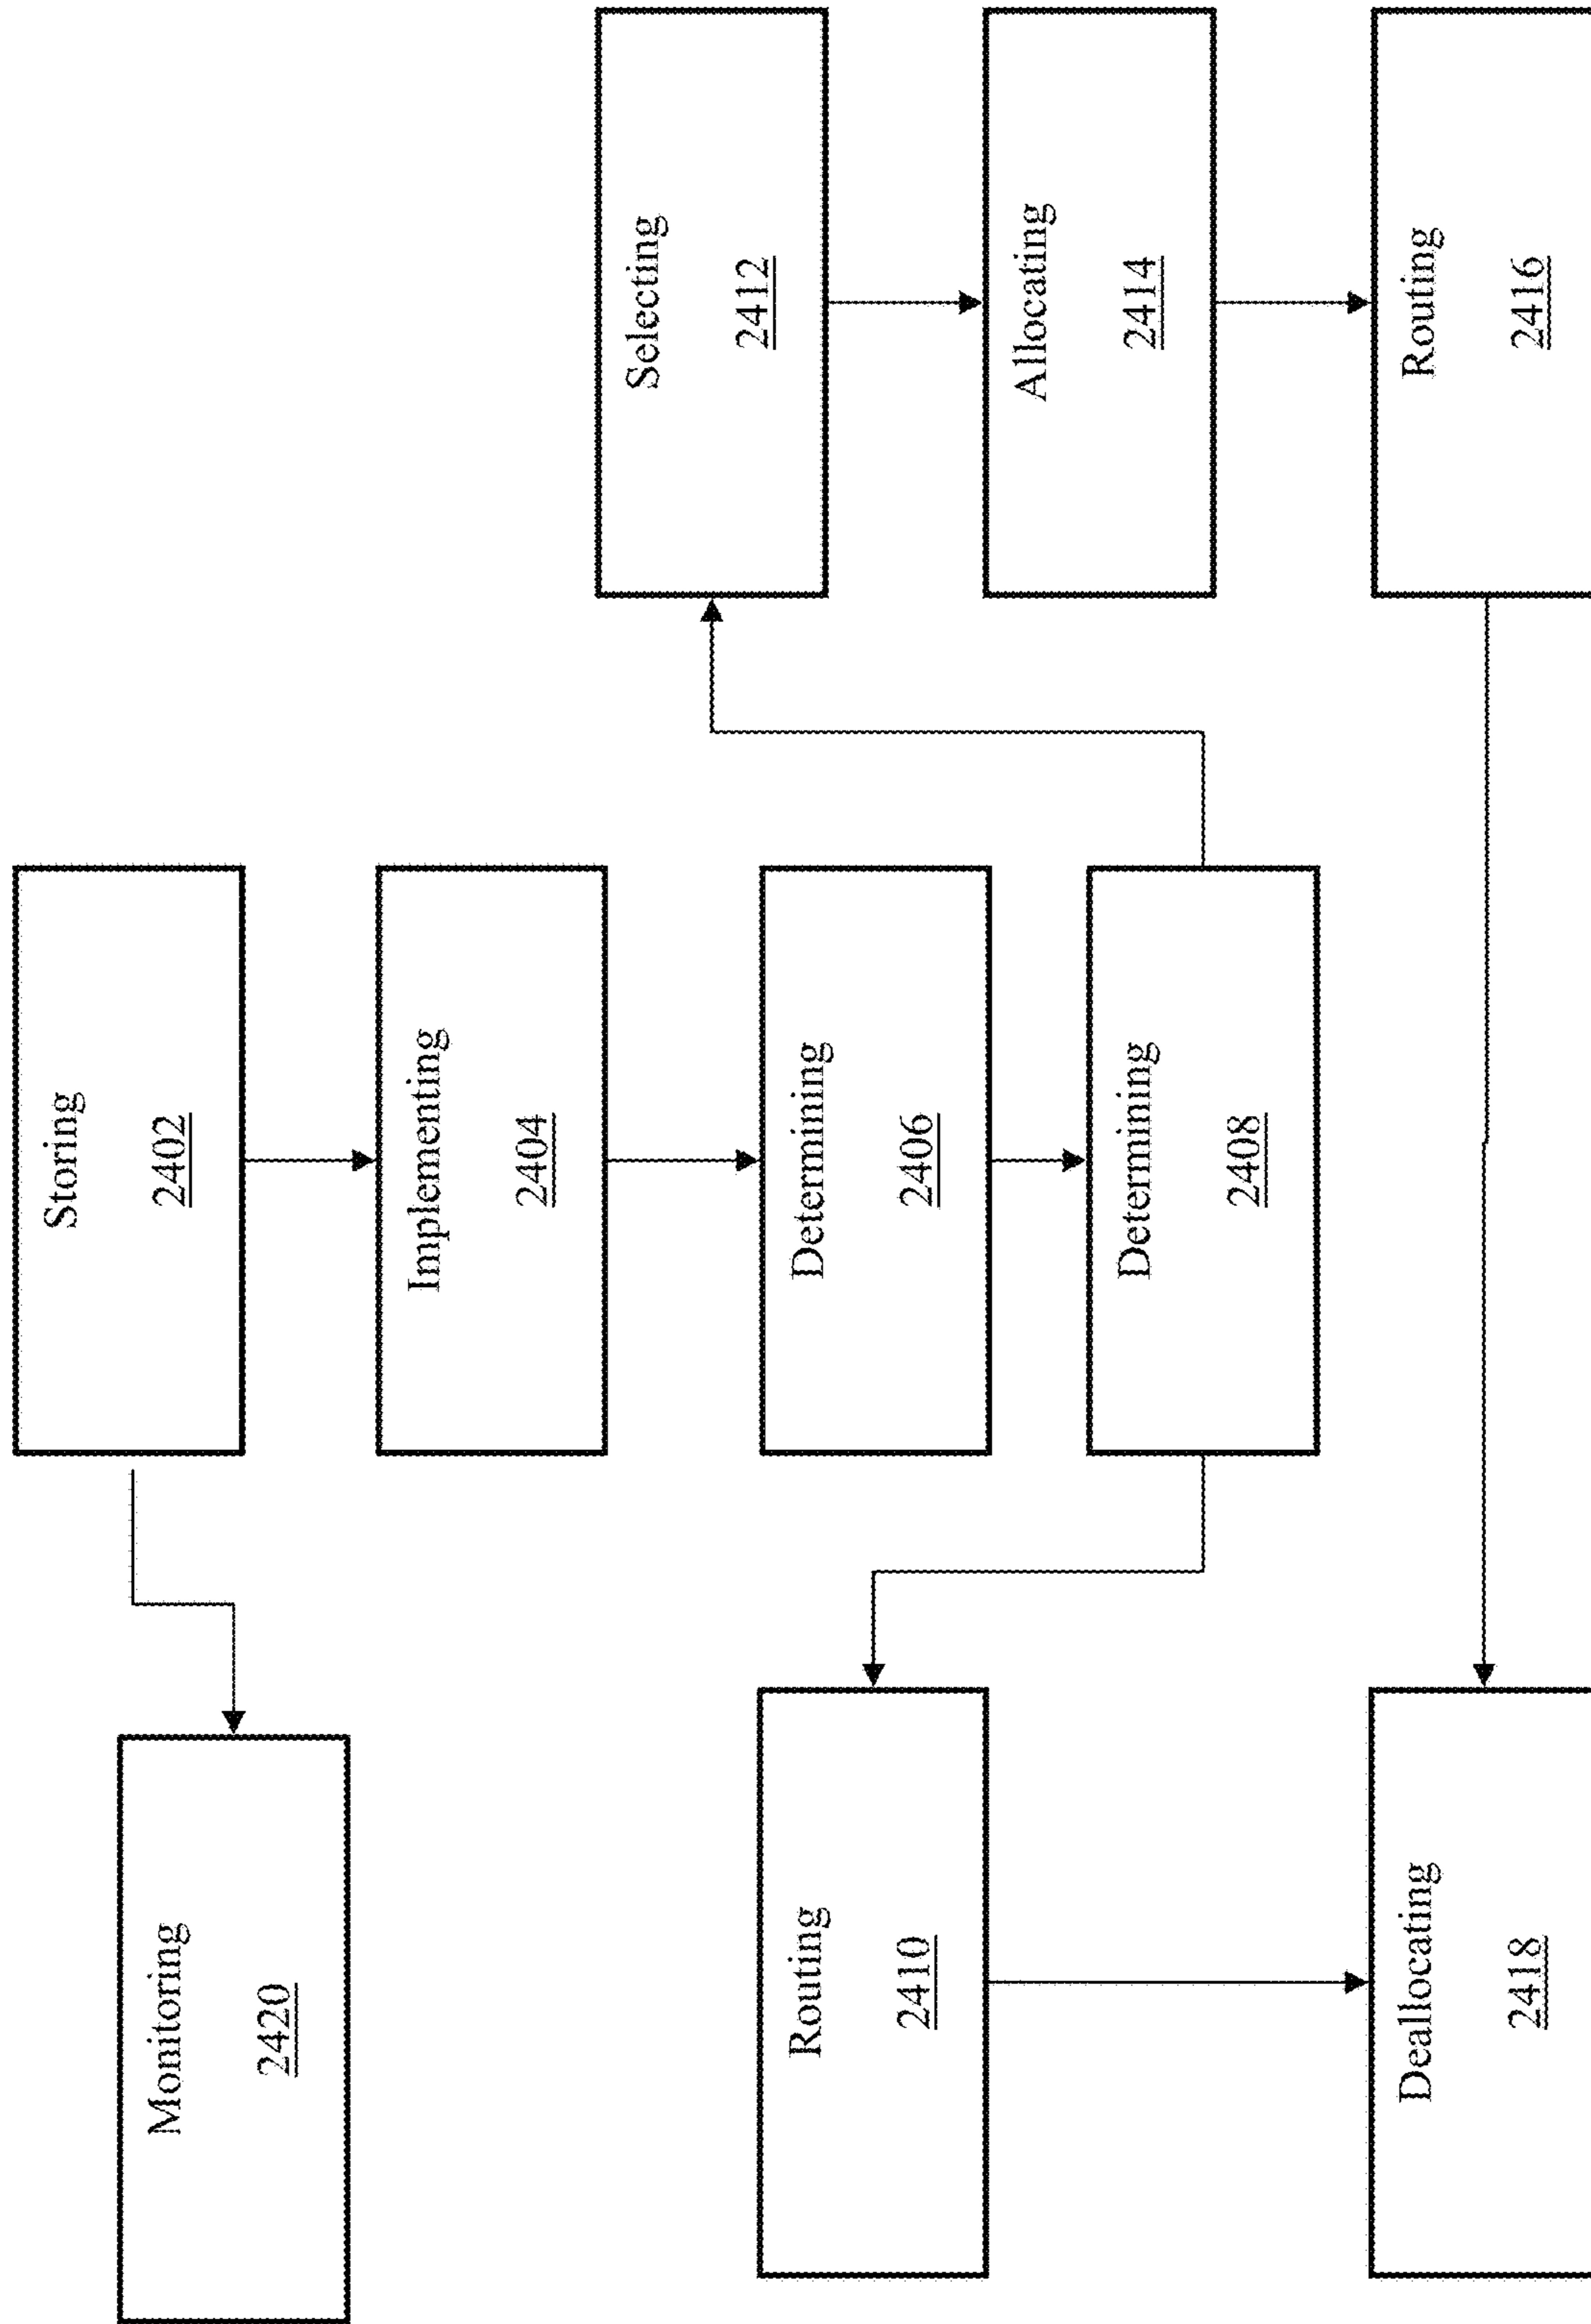 Storing
2402
Implementing
2404
Determining
2406
Determining
2408
Monitoring
2420
Routing
2410
Deallocating
2418
Selecting
2412
Allocating
2414
Routing
2416